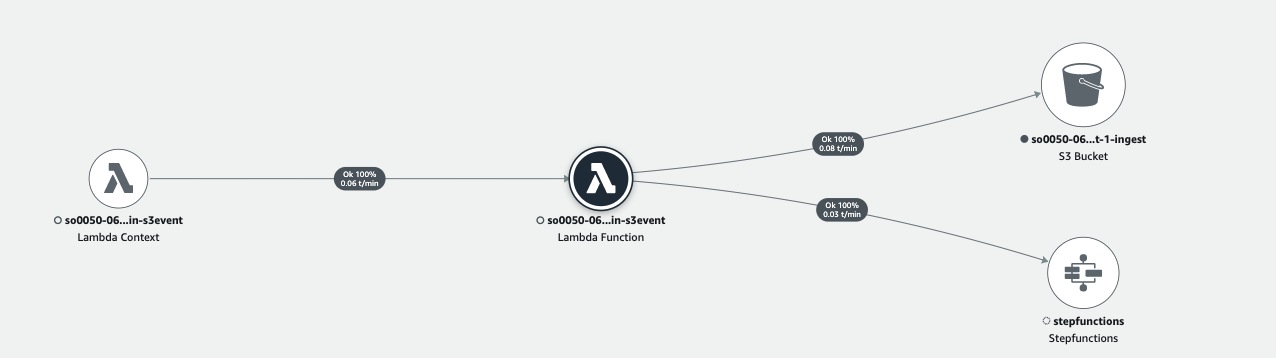 Ok 100%
0.06 t/min
so0050-06...in-s3event
Lambda Context
so0050-06...in-s3event
Lambda Function
Ok 100%
0.08 t/min
so0050-06...t-1-ingest
S3 Bucket
Ok 100%
0.03 t/min
stepfunctions
Stepfunctions